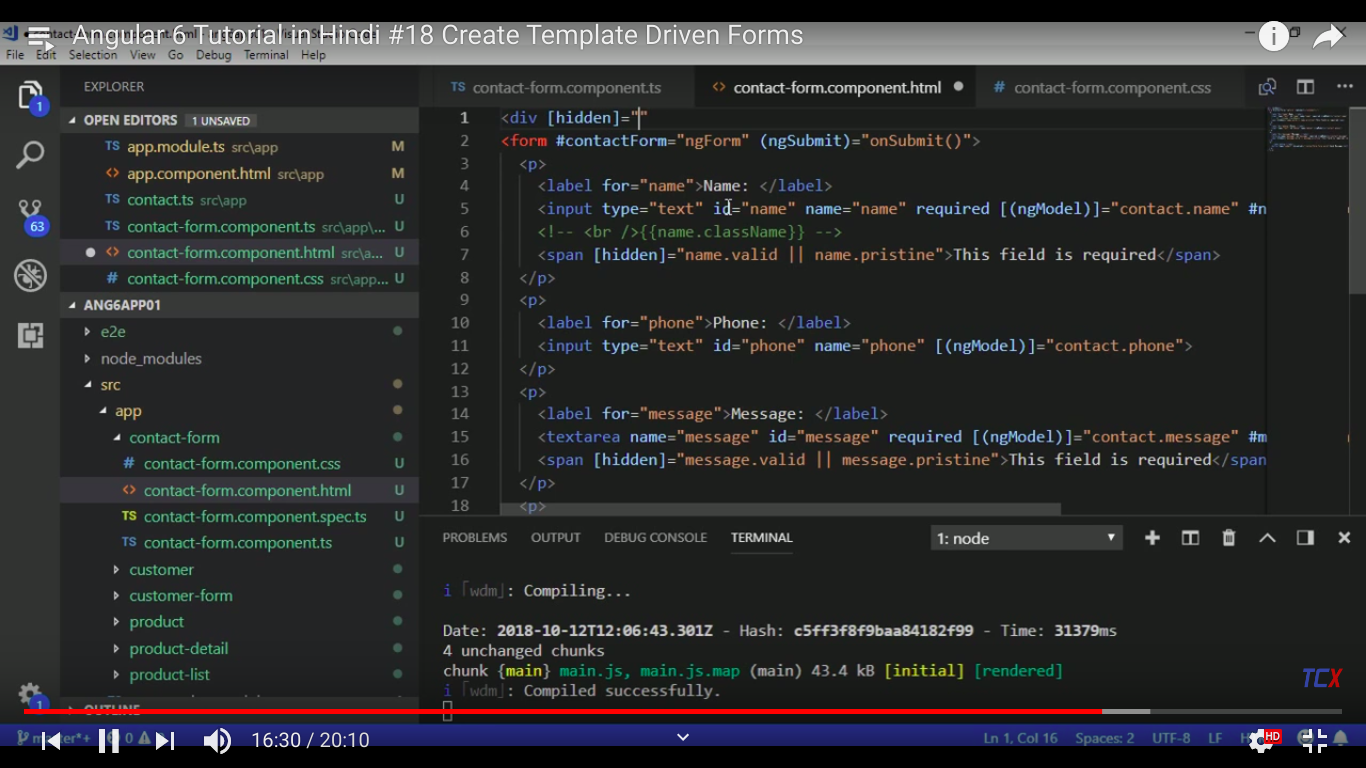 Angular 6 Tutorial in Hindi #18 Create Template Driven Forms
File Edit Selection View Go Debug Terminal Help
EXPLORER
OPEN EDITORS 1 UNSAVED
TS app.module.ts src\app M
<> app.component.html src\app M
TS contact.ts src\app U
TS contact-form.component.ts src\app\... U
<> contact-form.component.html src\a... U
# contact-form.component.css src\app... U
ANG6APP01
e2e
node_modules
src
app
contact-form
# contact-form.component.css U
<> contact-form.component.html U
TS contact-form.component.spec.ts U
TS contact-form.component.ts U
customer
customer-form
product
product-detail
product-list
OUTLINE
1
63
1
TS contact-form.component.ts <> contact-form.component.html # contact-form.component.css
1 <div [hidden]=""
2 <form #contactForm="ngForm" (ngSubmit)="onSubmit()">
3 <p>
4 <label for="name">Name: </label>
5 <input type="text" id="name" name="name" required [(ngModel)]="contact.name" #n
6 <!-- <br />{{name.className}} -->
7 <span [hidden]="name.valid || name.pristine">This field is required</span>
8 </p>
9 <p>
10 <label for="phone">Phone: </label>
11 <input type="text" id="phone" name="phone" [(ngModel)]="contact.phone">
12 </p>
13 <p>
14 <label for="message">Message: </label>
15 <textarea name="message" id="message" required [(ngModel)]="contact.message" #m
16 <span [hidden]="message.valid || message.pristine">This field is required</span
17 </p>
18 <p>
PROBLEMS OUTPUT DEBUG CONSOLE TERMINAL 1: node
i ｢wdm｣: Compiling...
Date: 2018-10-12T12:06:43.301Z - Hash: c5ff3f8f9baa84182f99 - Time: 31379ms
4 unchanged chunks
chunk {main} main.js, main.js.map (main) 43.4 kB [initial] [rendered]
i ｢wdm｣: Compiled successfully.
TCX
16:30 / 20:10
Ln 1, Col 16 Spaces: 2 UTF-8 LF
HD